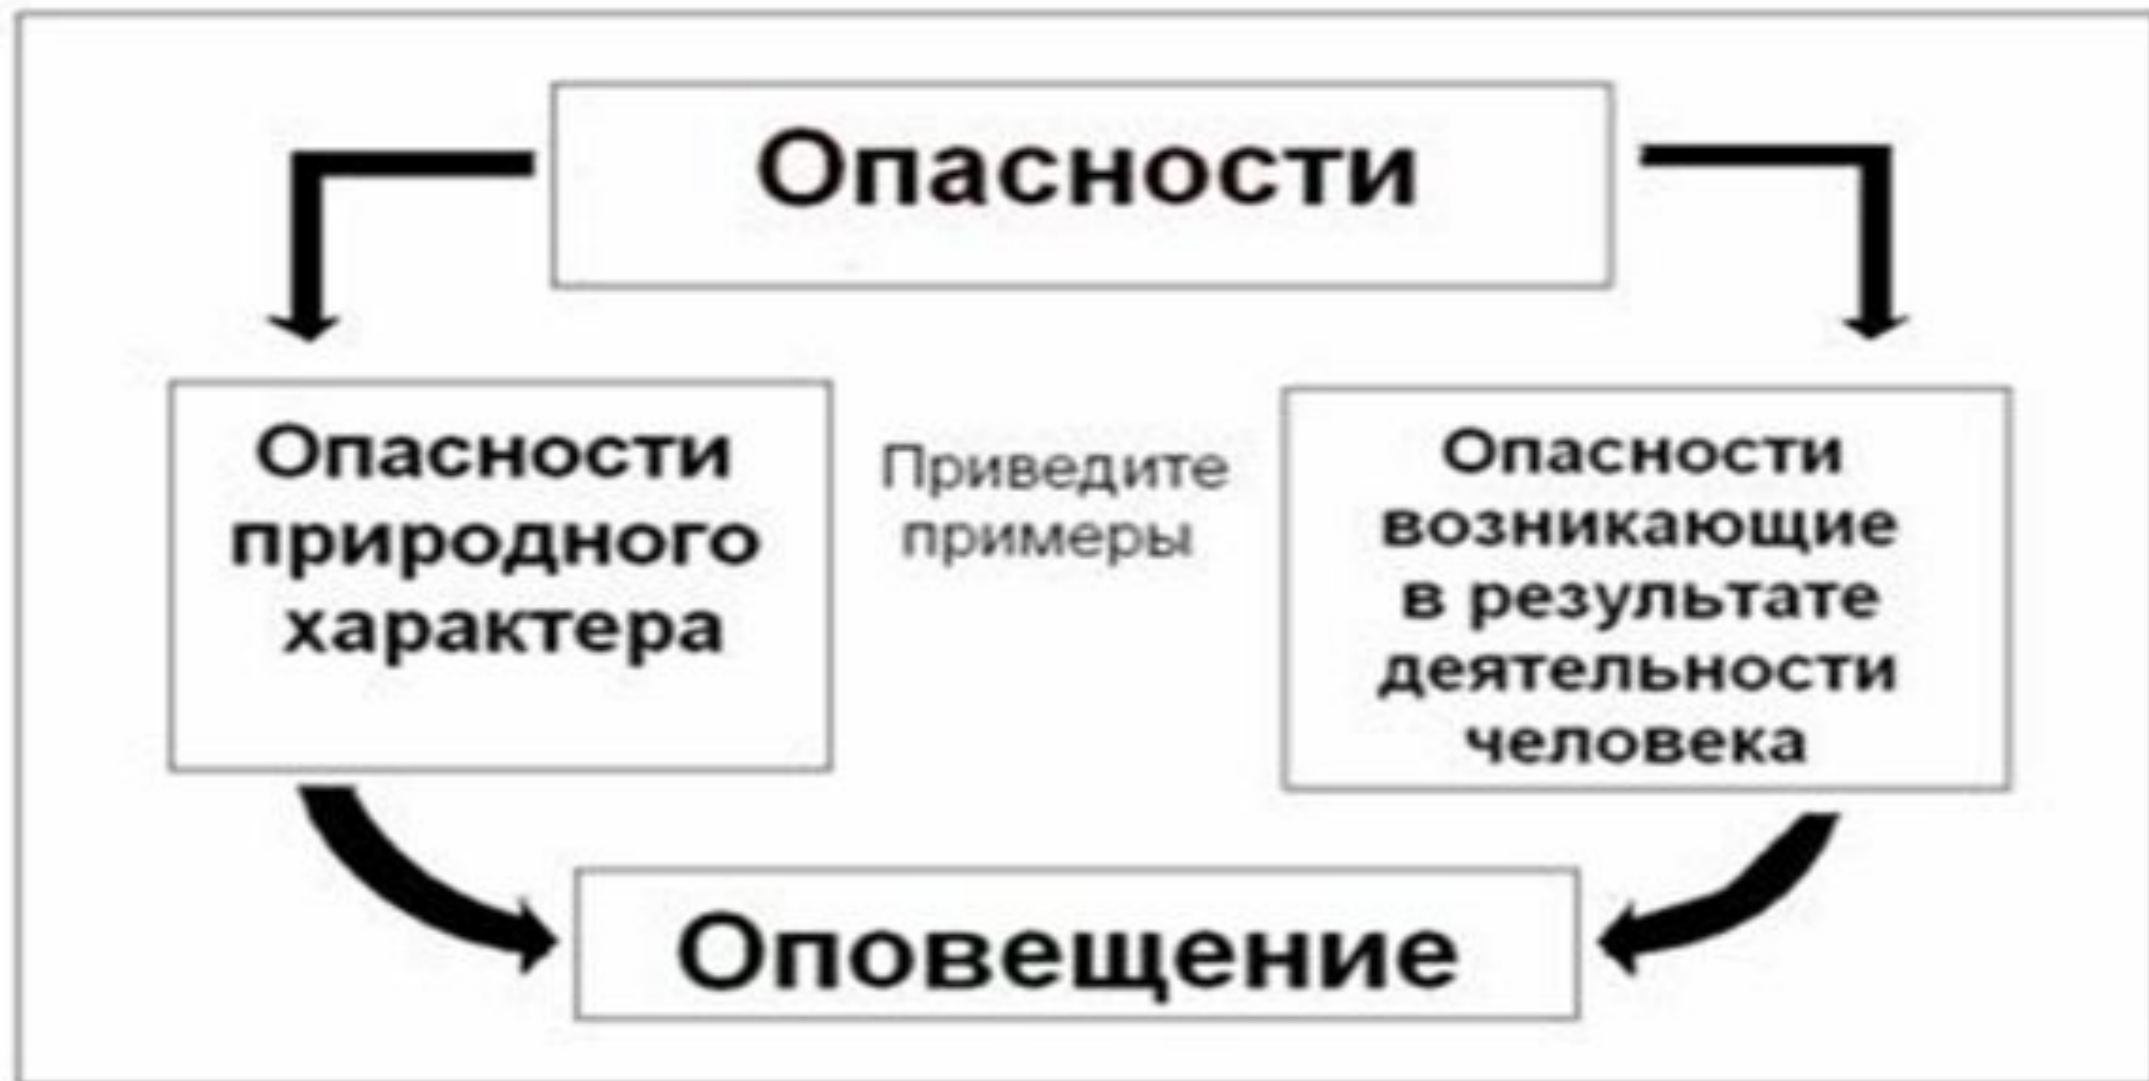 Опасности
Опасности
природного
характера
Приведите
примеры
Опасности
возникающие
в результате
деятельности
человека
Оповещение